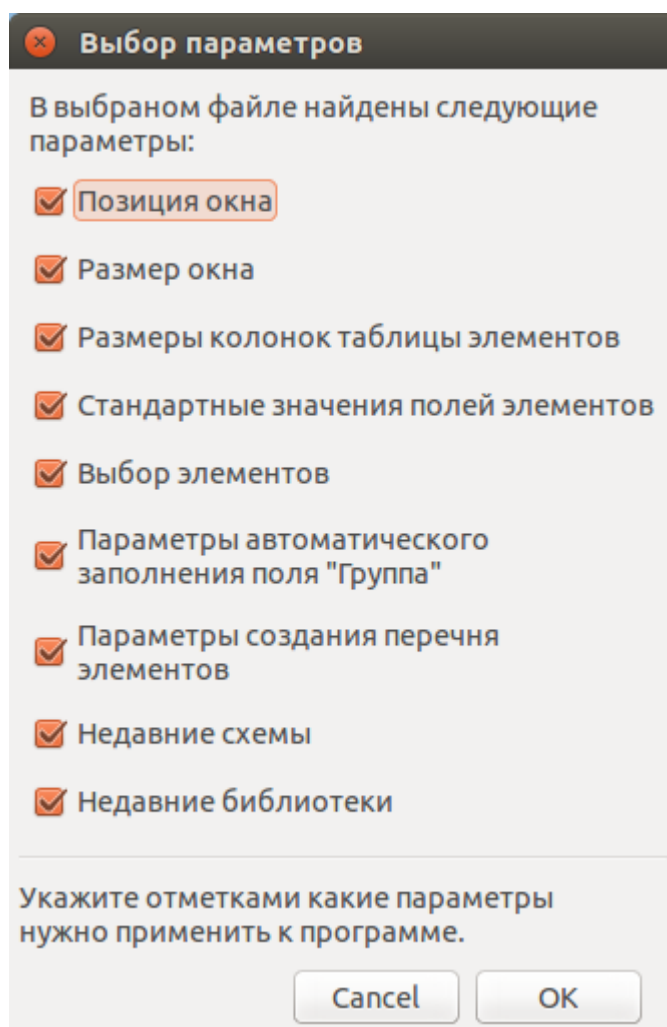 Выбор параметров
В выбраном файле найдены следующие
параметры:
Позиция окна
Размер окна
Размеры колонок таблицы элементов
Стандартные значения полей элементов
Выбор элементов
Параметры автоматического
заполнения поля "Группа"
Параметры создания перечня
элементов
Недавние схемы
Недавние библиотеки
Укажите отметками какие параметры
нужно применить к программе.
Cancel
OK